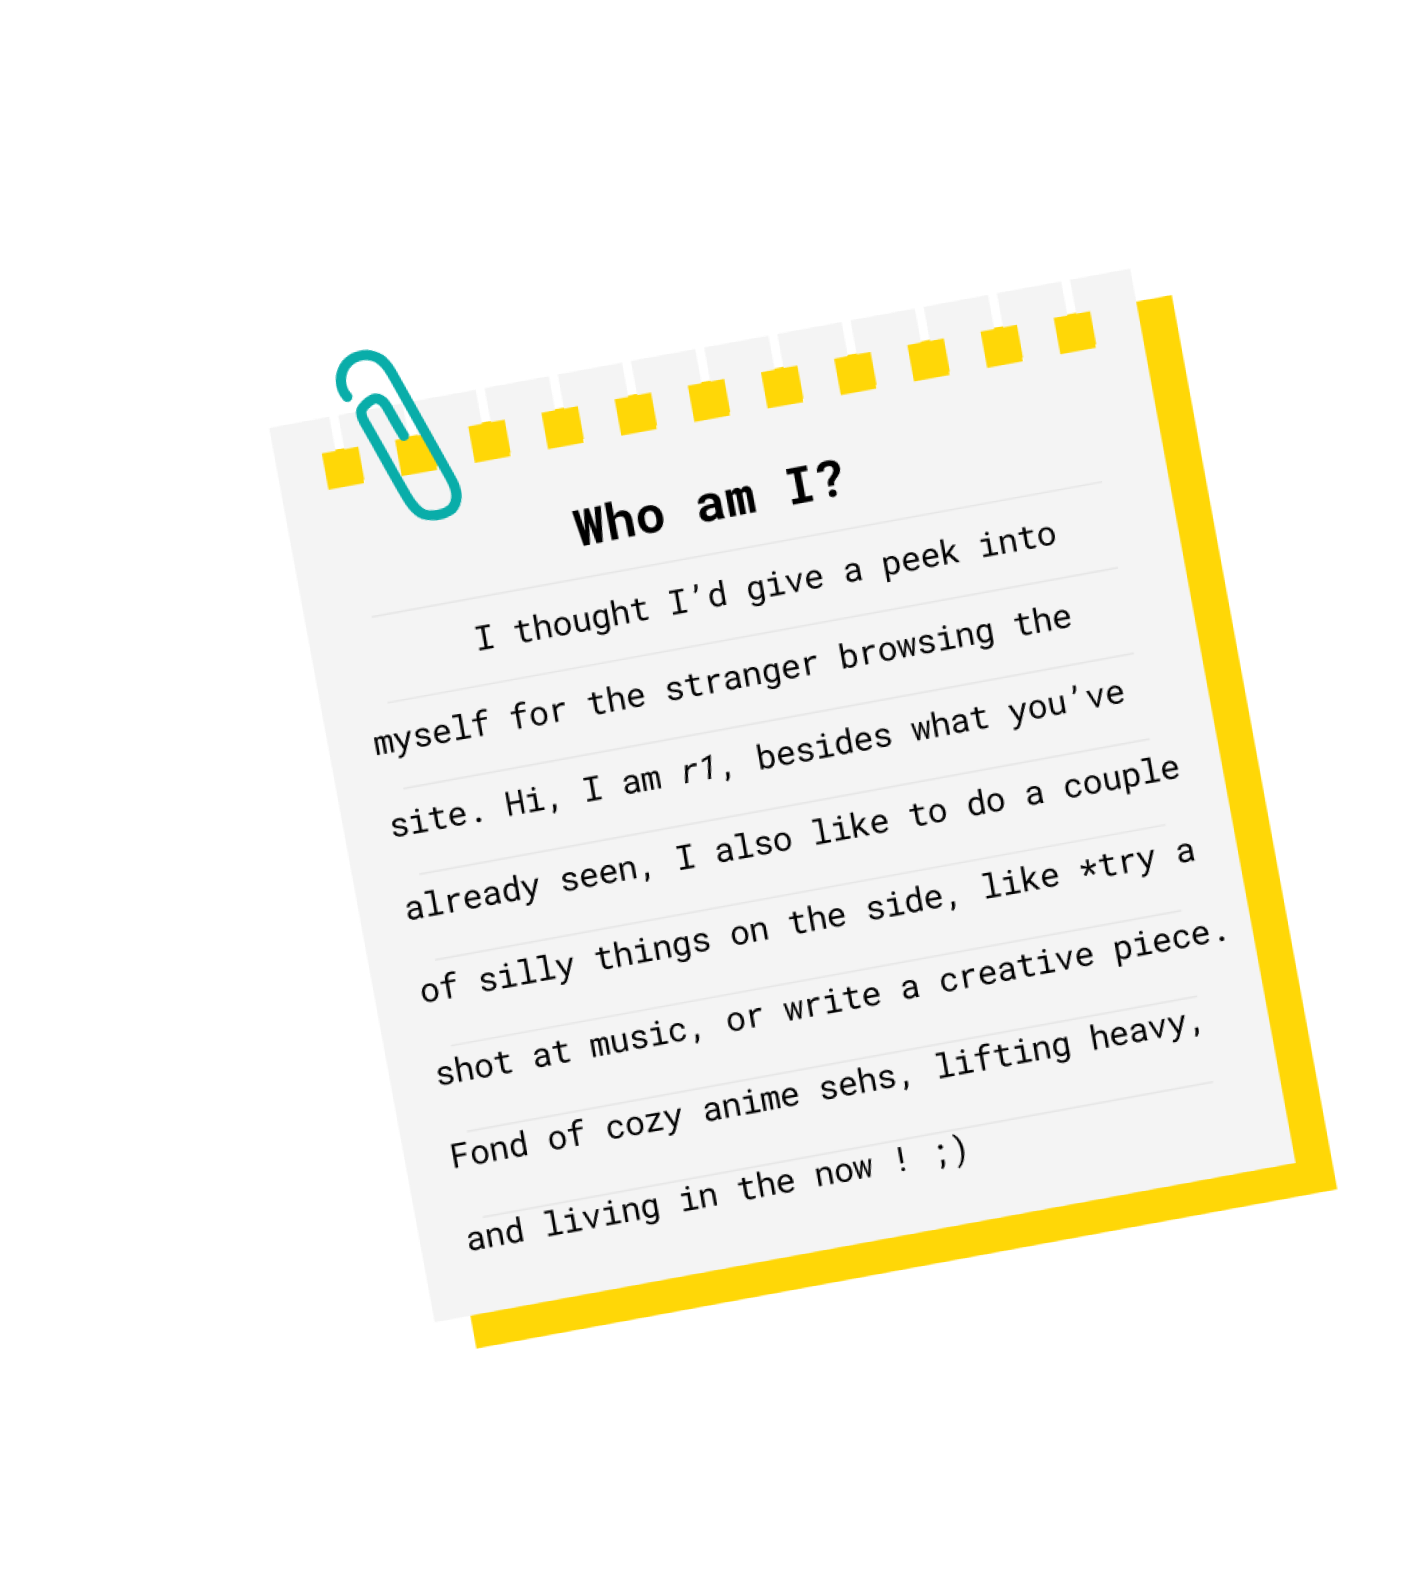 Who am I?
I thought I’d give a peek into
myself for the stranger browsing the
site. Hi, I am r1, besides what you’ve
already seen, I also like to do a couple
of silly things on the side, like *try a
shot at music, or write a creative piece.
Fond of cozy anime sehs, lifting heavy,
and living in the now ! ;)